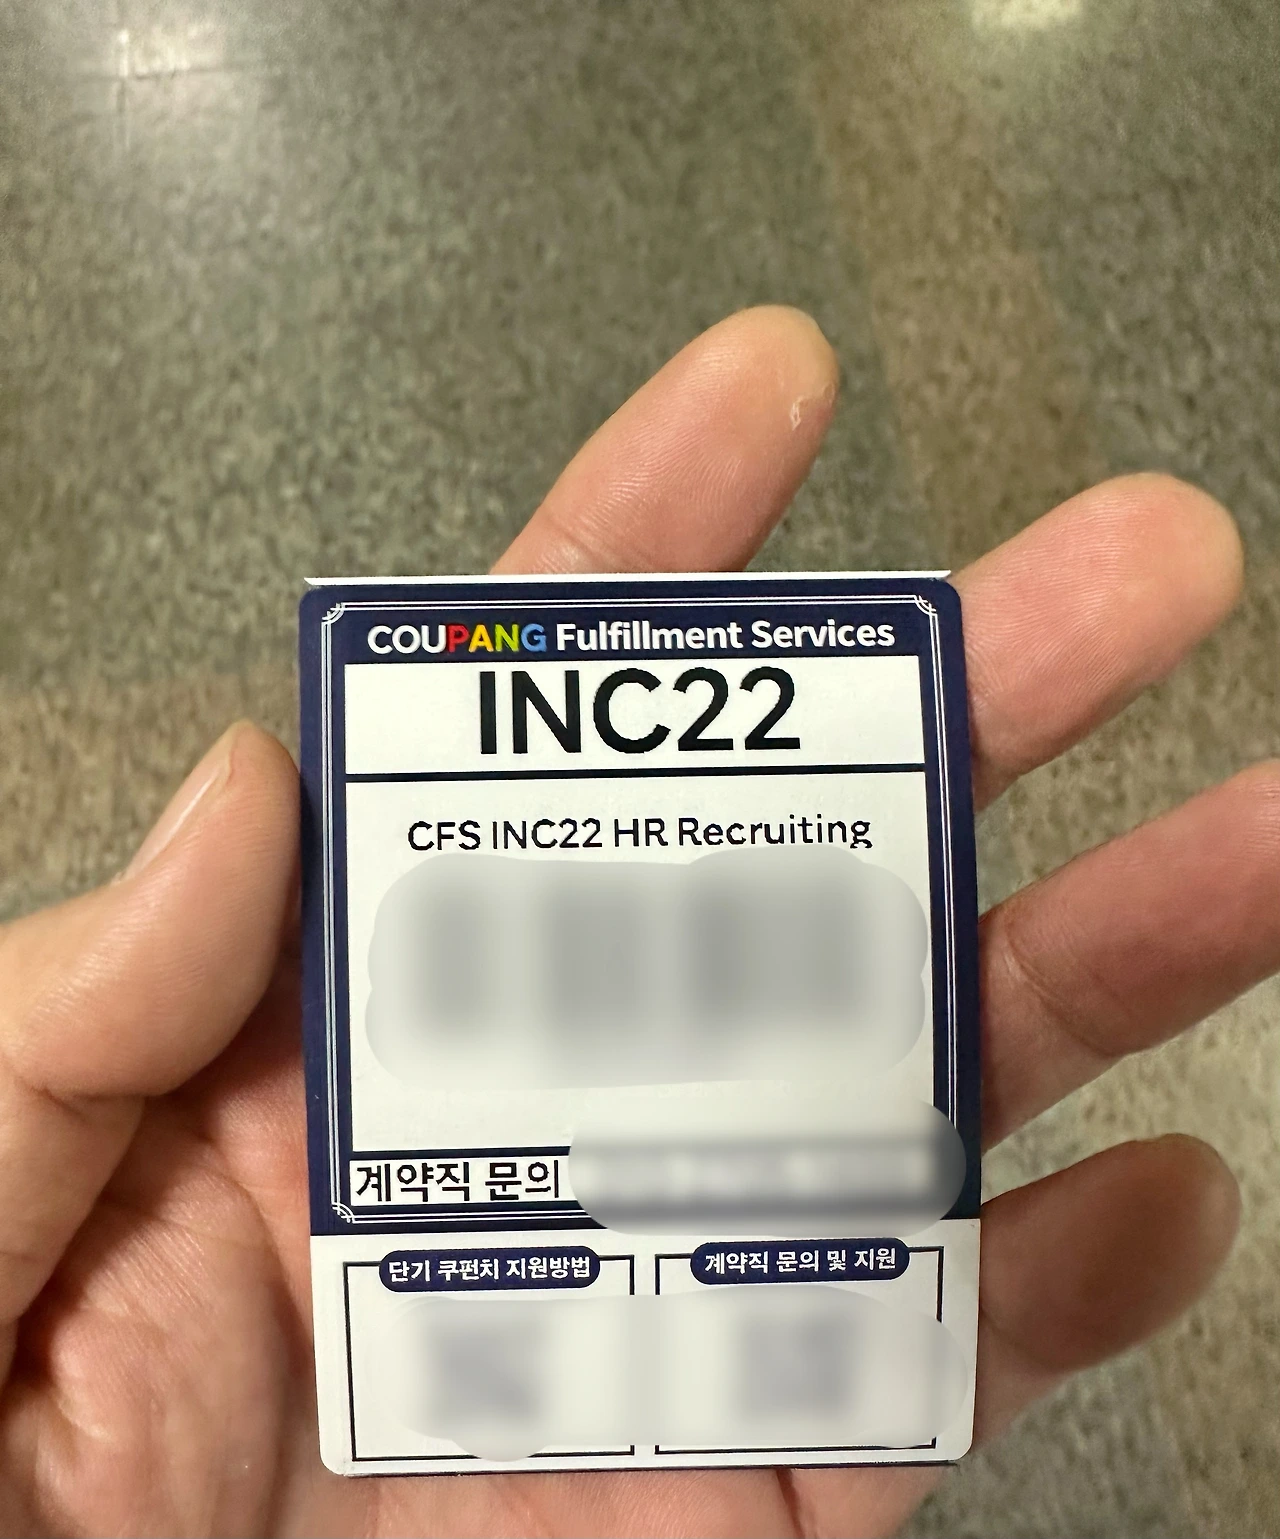 COUPANG Fulfillment Services
INC22
CFS INC22 HR Recruiting
계약직 문의
단기 쿠펀치 지원방법
계약직 문의 및 지원